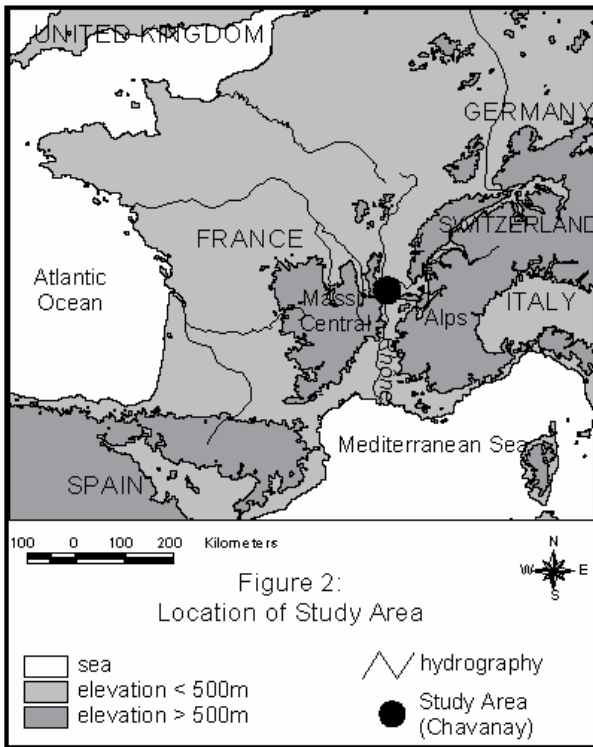 UNITED KINGDOM
GERMANY
SWITZERLAND
FRANCE
Atlantic
Ocean
Massif
Central
Alps
ITALY
Rhône
Mediterranean Sea
SPAIN
100 0 100 200 Kilometers
N
W E
S
Figure 2:
Location of Study Area
sea
elevation < 500m
elevation > 500m
hydrography
Study Area
(Chavanay)